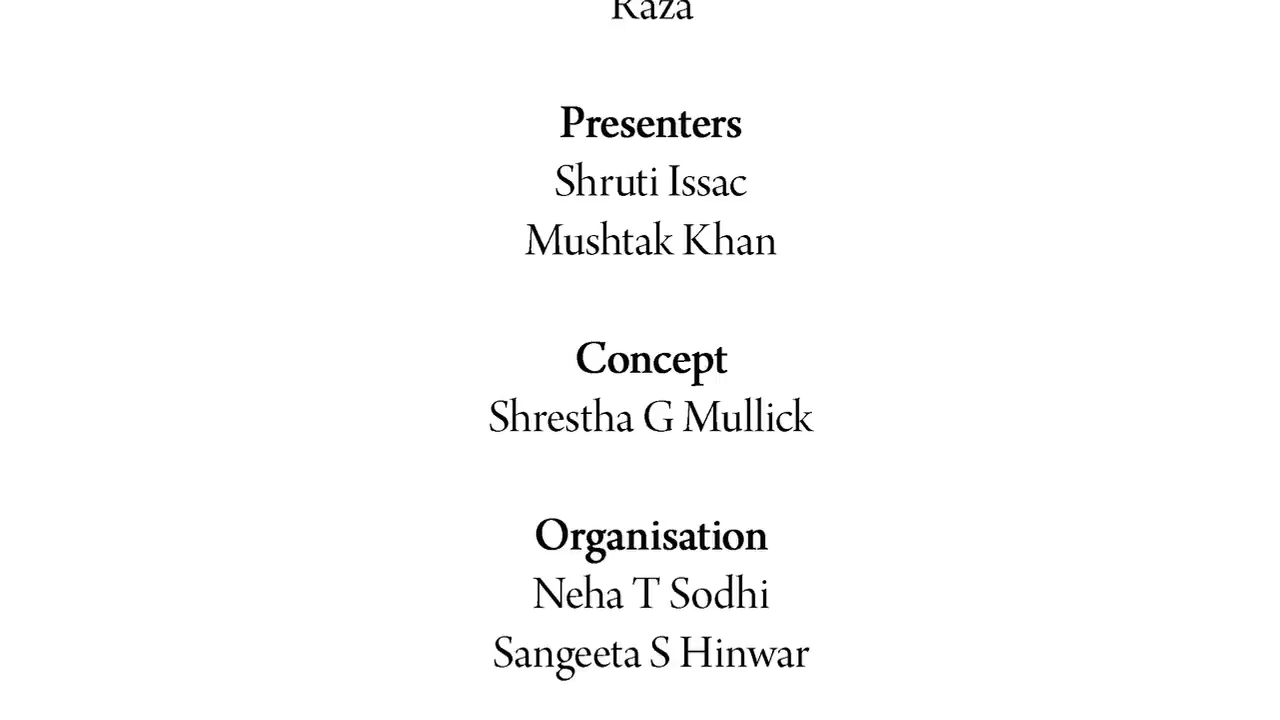 Raza
Presenters
Shruti Issac
Mushtak Khan
Concept
Shrestha G Mullick
Organisation
Neha T Sodhi
Sangeeta S Hinwar